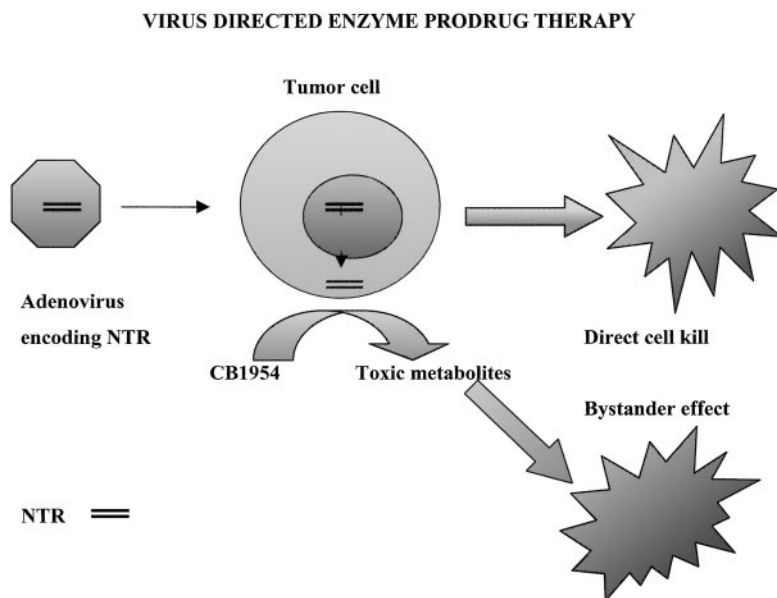 VIRUS DIRECTED ENZYME PRODRUG THERAPY
Tumor cell
Adenovirus
encoding NTR
Direct cell kill
CB1954
Toxic metabolites
Bystander effect
NTR